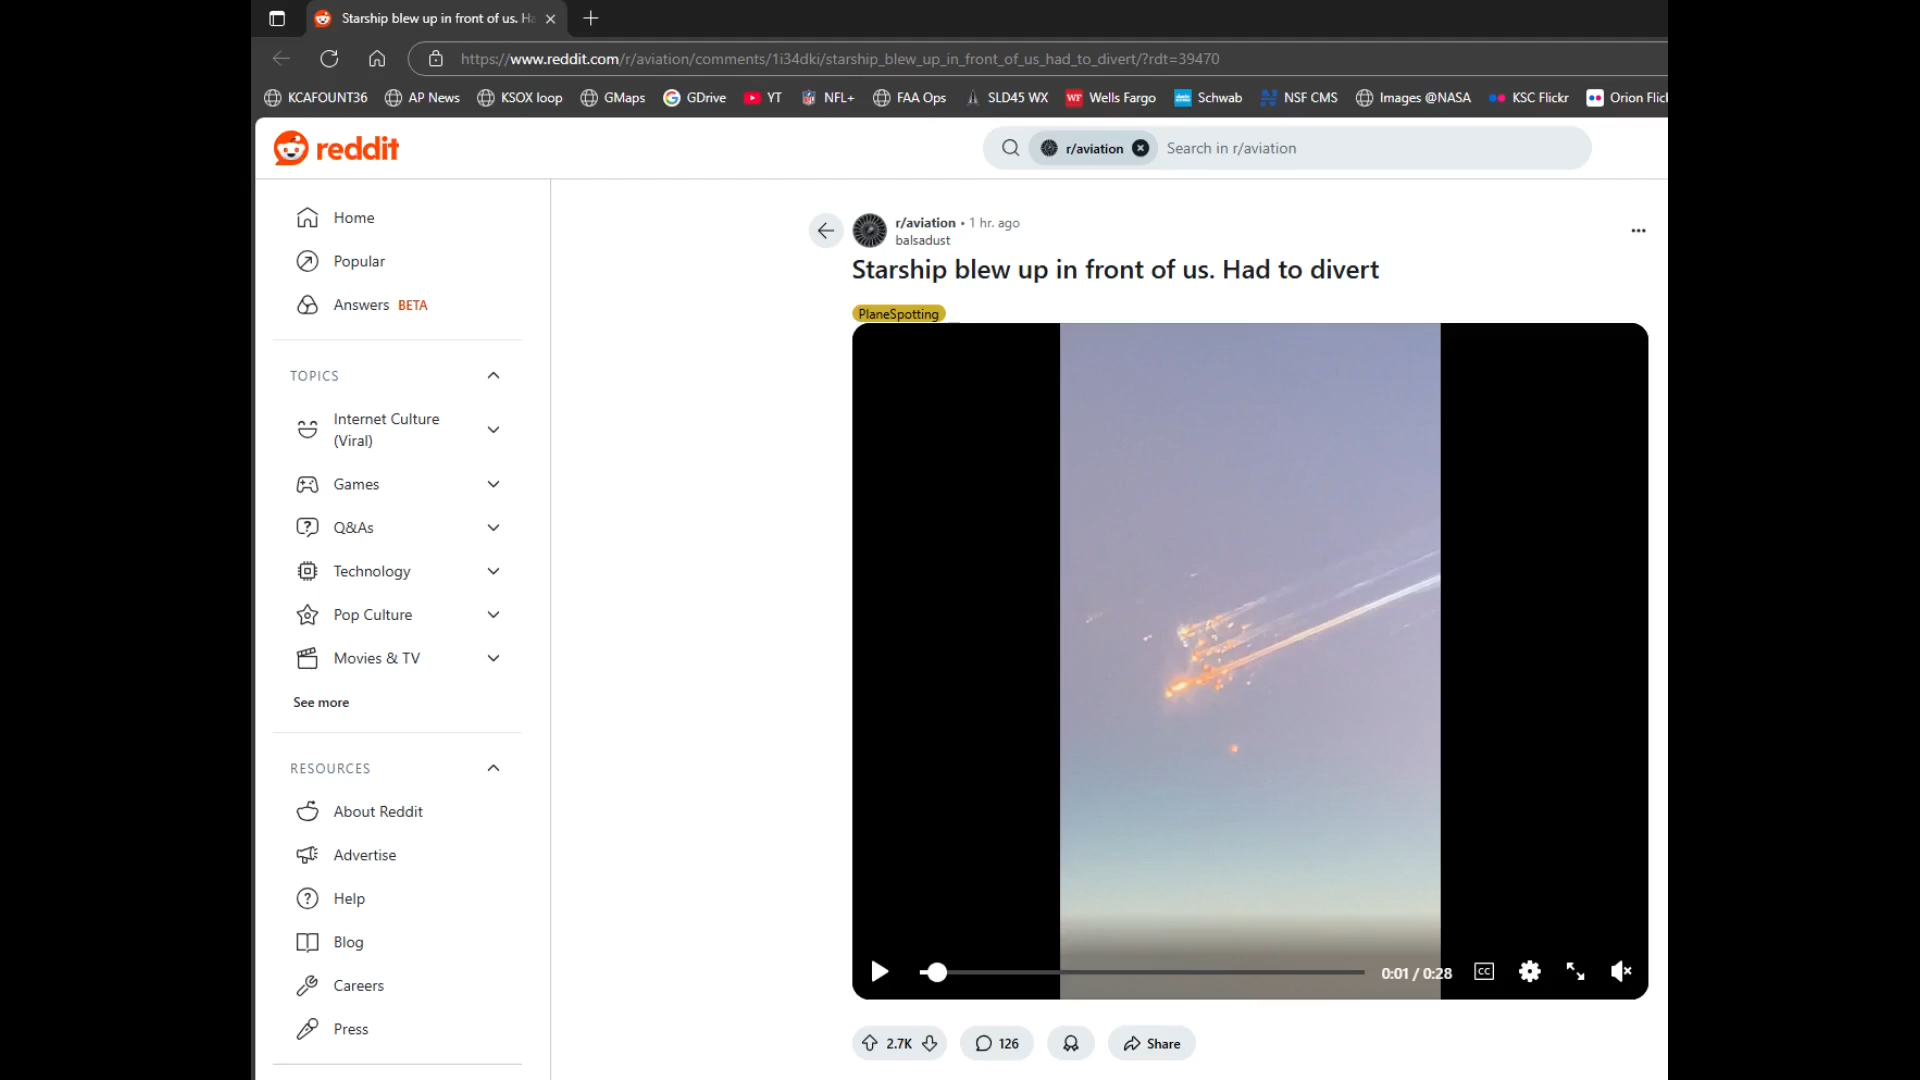 Starship blew up in front of us. Ha
https://www.reddit.com/r/aviation/comments/1i34dki/starship_blew_up_in_front_of_us_had_to_divert/?rdt=39470
KCAFOUNT36 AP News KSOX loop GMaps GDrive YT NFL+ FAA Ops SLD45 WX WF Wells Fargo Schwab NSF CMS Images @NASA KSC Flickr Orion Flic
reddit
r/aviation Search in r/aviation
Home
Popular
Answers BETA
TOPICS
Internet Culture
(Viral)
Games
Q&As
Technology
Pop Culture
Movies & TV
See more
RESOURCES
About Reddit
Advertise
Help
Blog
Careers
Press
r/aviation • 1 hr. ago
balsadust
Starship blew up in front of us. Had to divert
PlaneSpotting
0:01 / 0:28
CC
2.7K 126 Share